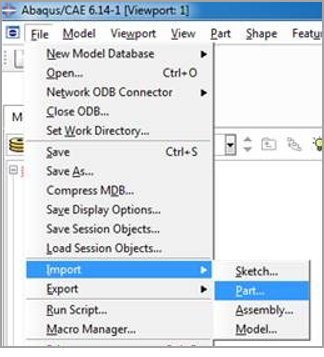 Abaqus/CAE 6.14-1 [Viewport: 1]
File Model Viewport View Part Shape
New Model Database
Open... Ctrl+O
Network ODB Connector
Close ODB...
Set Work Directory...
Save Ctrl+S
Save As...
Compress MDB...
Save Display Options...
Save Session Objects...
Load Session Objects...
Import
Sketch...
Export
Part...
Run Script...
Assembly...
Macro Manager...
Model...